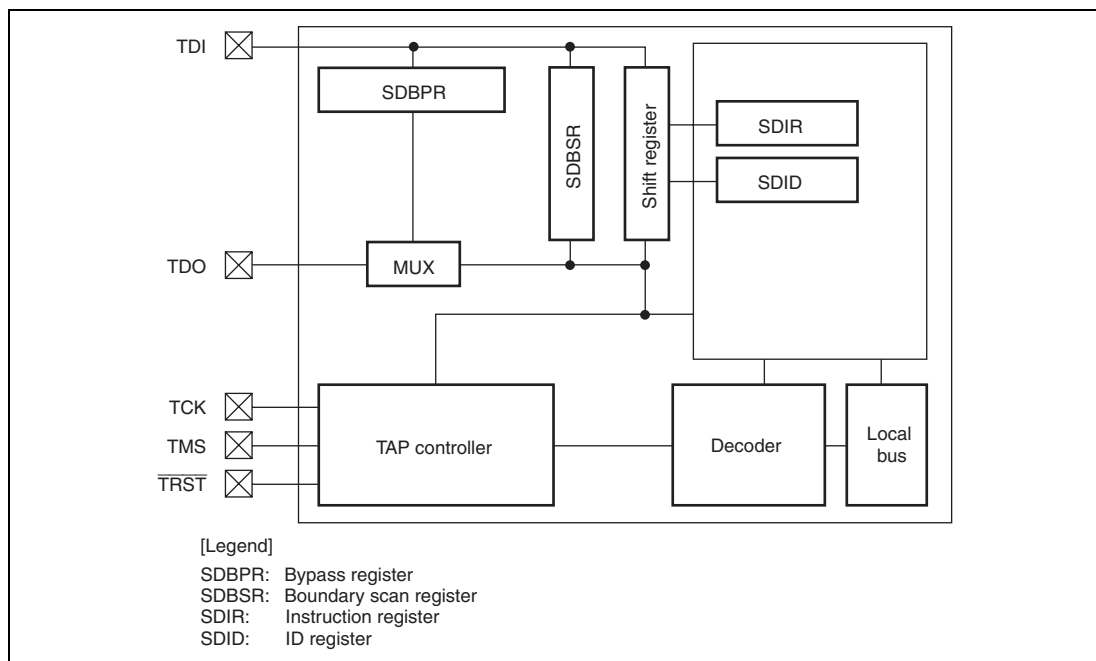 TDI
SDBPR
SDBSR
Shift register
SDIR
SDID
TDO
MUX
TCK
TMS
TRST
TAP controller
Decoder
Local
bus
[Legend]
SDBPR: Bypass register
SDBSR: Boundary scan register
SDIR: Instruction register
SDID: ID register